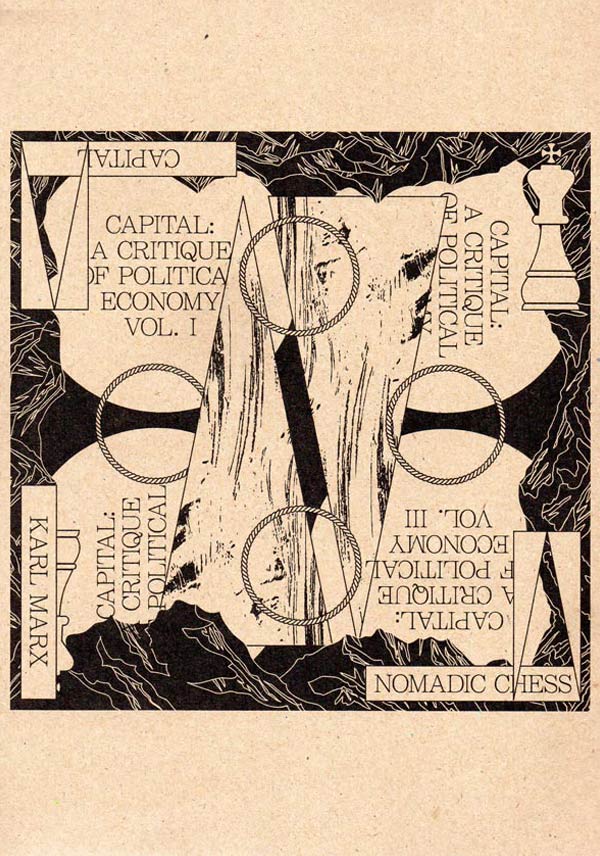 CAPITAL
CAPITAL:
A CRITIQUE
OF POLITICA
ECONOMY
VOL. I
CAPITAL:
A CRITIQUE
OF POLITICAL
CAPITAL:
CRITIQUE
POLITICAL
KARL MARX
CAPITAL:
A CRITIQUE
F POLITICAL
ECONOMY
VOL. III
NOMADIC CHESS